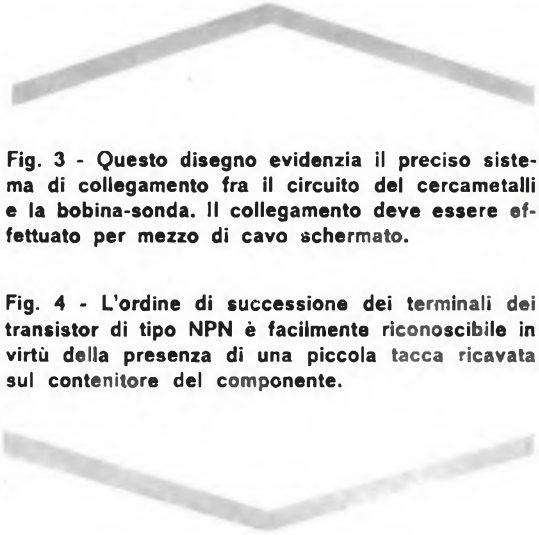 Fig. 3 - Questo disegno evidenzia il preciso siste-
ma di collegamento fra il circuito del cercametalli
e la bobina-sonda. Il collegamento deve essere ef-
fettuato per mezzo di cavo schermato.
Fig. 4 - L'ordine di successione dei terminali dei
transistor di tipo NPN è facilmente riconoscibile in
virtù della presenza di una piccola tacca ricavata
sul contenitore del componente.